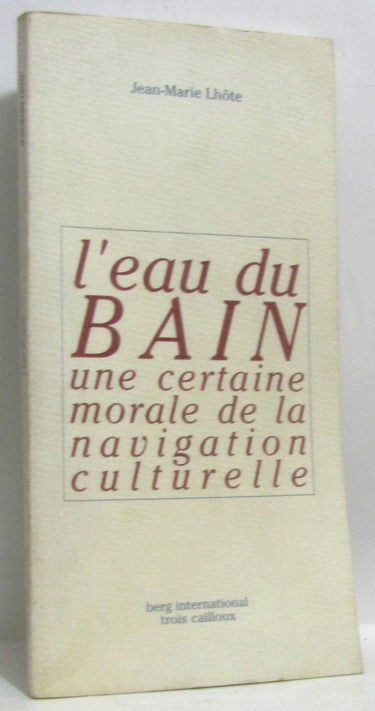 Jean-Marie Lhôte
l'eau du
BAIN
une certaine
morale de la
navigation
culturelle
berg international
trois cailloux